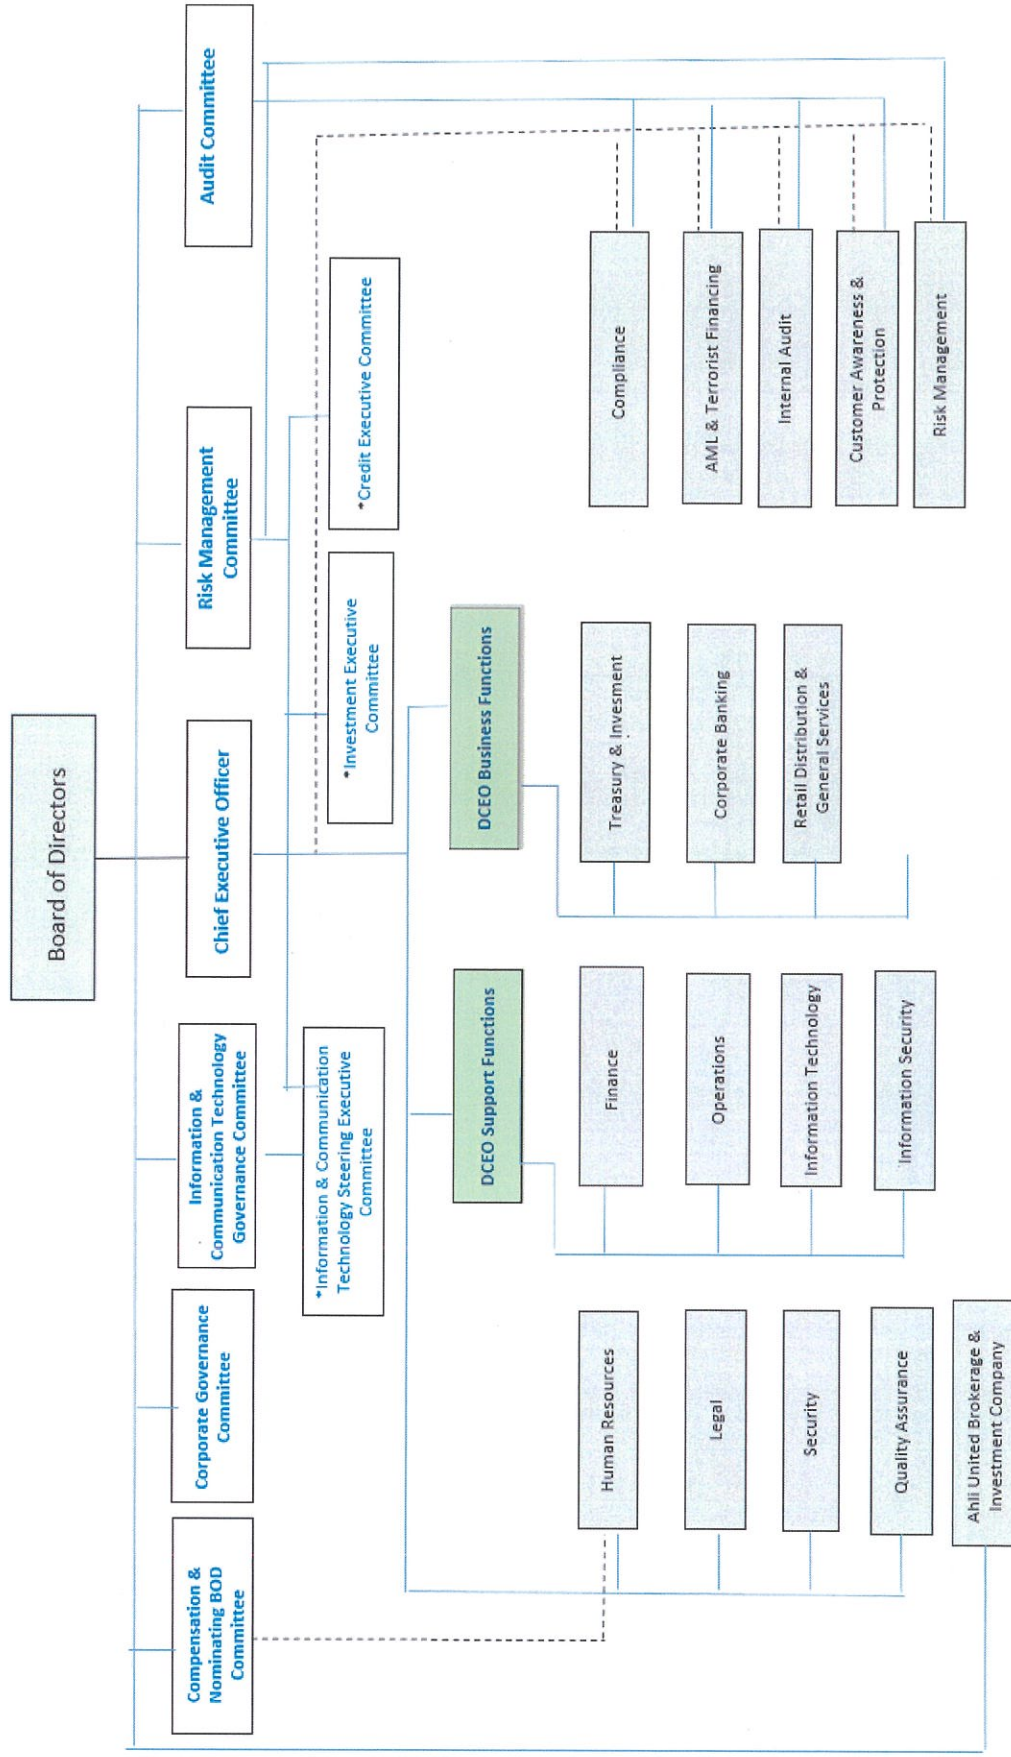 Board of Directors
Compensation &
Nominating BOD
Committee
Corporate Governance
Committee
Information &
Communication Technology
Governance Committee
Chief Executive Officer
Risk Management
Committee
Audit Committee
*Information & Communication
Technology Steering Executive
Committee
*Investment Executive
Committee
*Credit Executive Committee
DCEO Support Functions
DCEO Business Functions
Human Resources
Legal
Security
Quality Assurance
Ahli United Brokerage &
Investment Company
Finance
Operations
Information Technology
Information Security
Treasury & Invesment
Corporate Banking
Retail Distribution &
General Services
Compliance
AML & Terrorist Financing
Internal Audit
Customer Awareness &
Protection
Risk Management